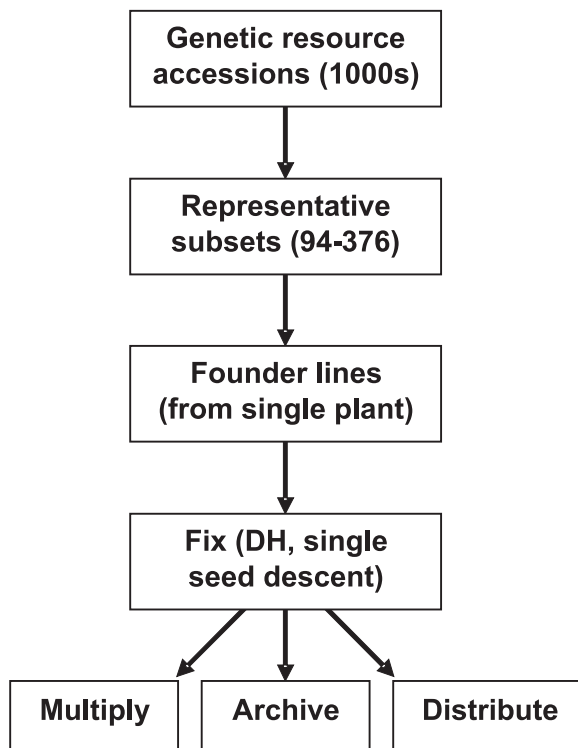 Genetic resource
accessions (1000s)
Representative
subsets (94-376)
Founder lines
(from single plant)
Fix (DH, single
seed descent)
Multiply
Archive
Distribute